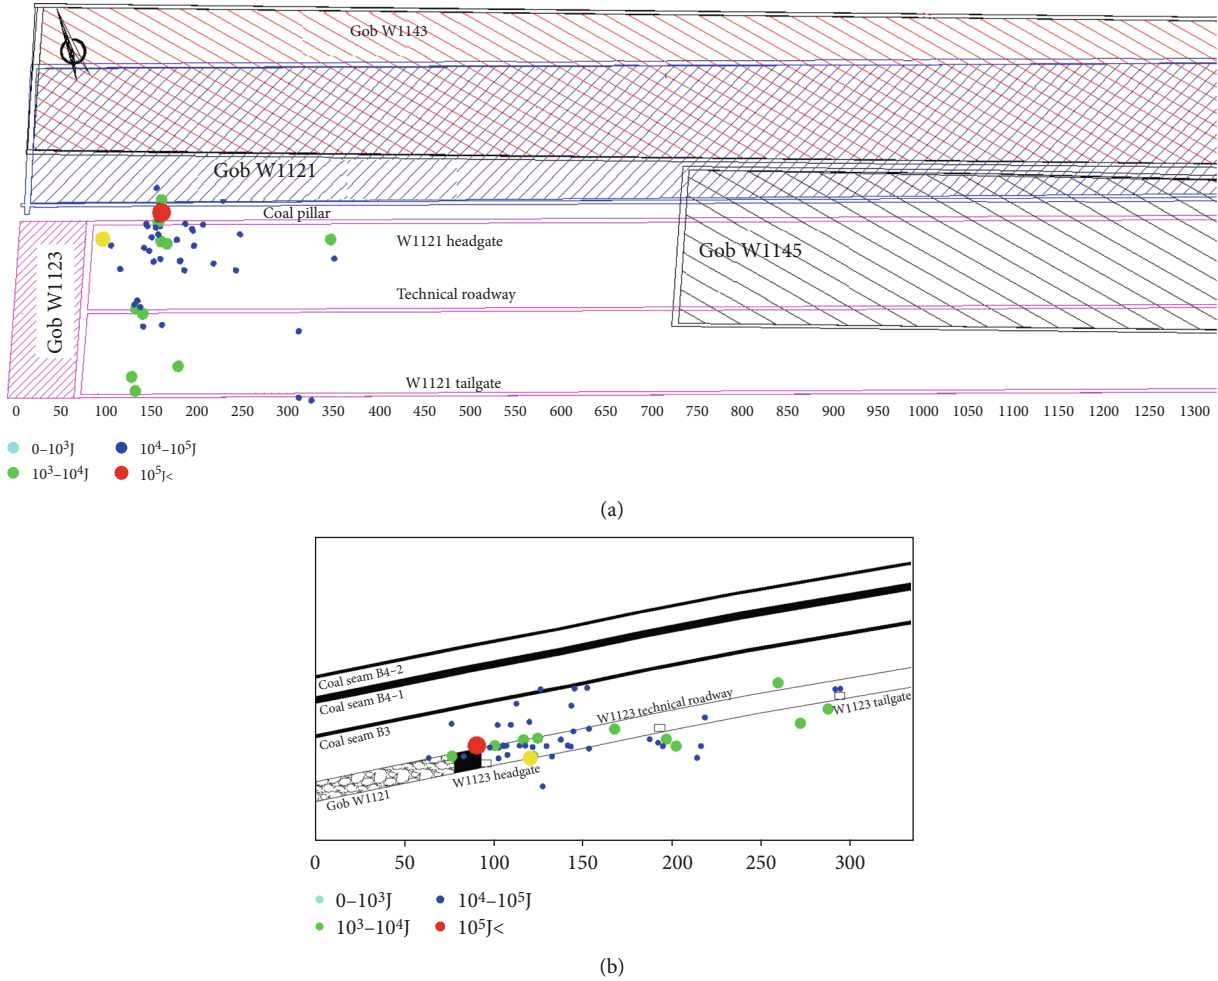 Gob W1143
Gob W1121
Coal pillar
W1121 headgate
Gob W1145
Gob W1123
Technical roadway
W1121 tailgate
0 50 100 150 200 250 300 350 400 450 500 550 600 650 700 750 800 850 900 950 1000 1050 1100 1150 1200 1250 1300
0–10³J 10⁴–10⁵J
10³–10⁴J 10⁵J<
(a)
Coal seam B4–2
Coal seam B4–1
Coal seam B3
W1123 technical roadway
W1123 tailgate
W1123 headgate
Gob W1121
0 50 100 150 200 250 300
0–10³J 10⁴–10⁵J
10³–10⁴J 10⁵J<
(b)